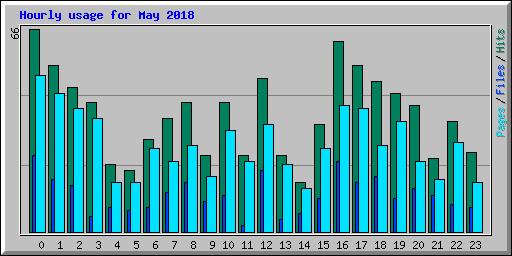 Hourly usage for May 2018
66
Pages / Files / Hits
0 1 2 3 4 5 6 7 8 9 10 11 12 13 14 15 16 17 18 19 20 21 22 23